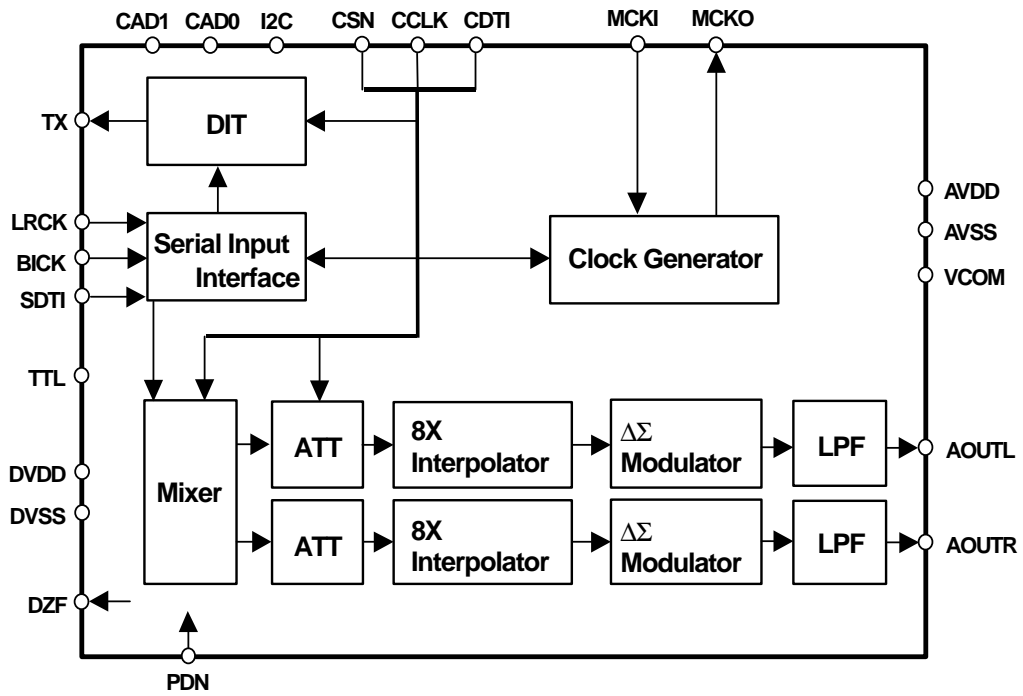 CAD1 CAD0 I2C CSN CCLK CDTI MCKI MCKO
TX
DIT
LRCK
BICK
SDTI
Serial Input
Interface
Clock Generator
AVDD
AVSS
VCOM
TTL
DVDD
DVSS
Mixer
ATT
8X
Interpolator
ΔΣ
Modulator
LPF
AOUTL
ATT
8X
Interpolator
ΔΣ
Modulator
LPF
AOUTR
DZF
PDN